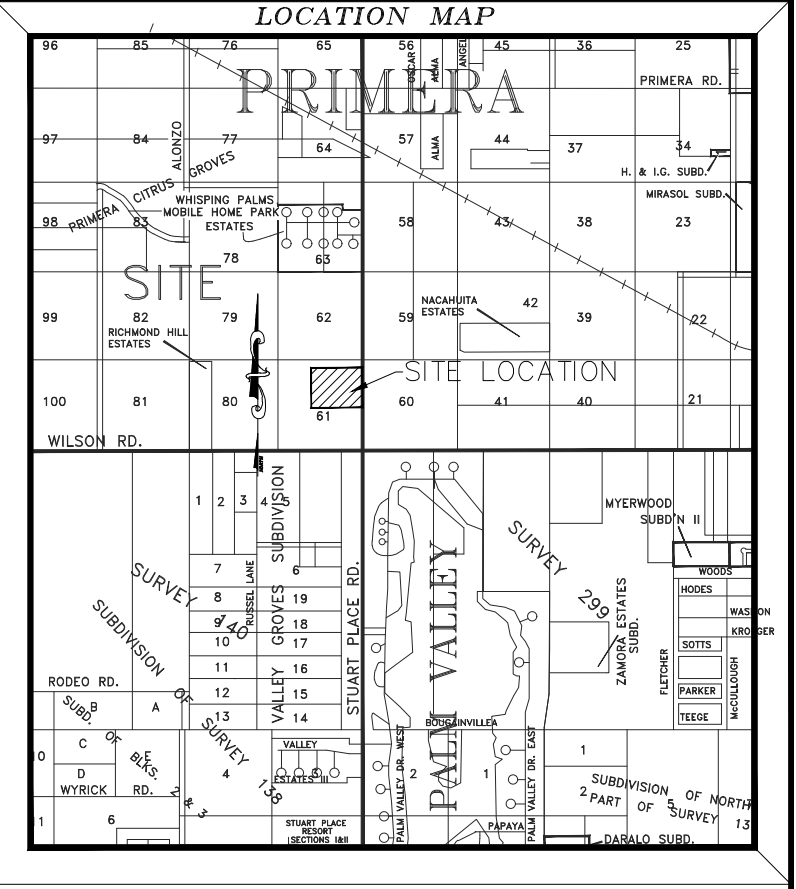 LOCATION MAP
96 85 76 65 56 45 36 25
OSCAR
ALMA
ANGEL
PRIMERA
PRIMERA RD.
97 84 77 64 57 44 37 34
ALONZO
ALMA
H. & I.G. SUBD.
PRIMERA CITRUS GROVES
MIRASOL SUBD.
WHISPING PALMS
MOBILE HOME PARK
ESTATES
98 83 58 43 38 23
78 63
SITE
NACAHUITA
ESTATES
42
99 82 79 62 59 22
RICHMOND HILL
ESTATES
SITE LOCATION
100 81 80 61 60 41 40 21
WILSON RD.
1 2 3 4 5
MYERWOOD
SUBD'N II
SURVEY 299
WOODS
7 6
8 19
9 18
10 17
11 16
12 15
13 14
RUSSEL LANE
VALLEY GROVES SUBDIVISION
STUART PLACE RD.
PALM VALLEY
SURVEY 140
SUBDIVISION OF SURVEY 138
ZAMORA ESTATES
SUBD.
FLETCHER
HODES
KROEGER
SOTTS
PARKER
TEEGE
McCULLOUGH
RODEO RD.
B A
SUBD. OF BLKS. 2 & 3
C
D
WYRICK RD.
6
4
VALLEY
ESTATES III
3
STUART PLACE
RESORT
SECTIONS I&II
BOUGAINVILLEA
PALM VALLEY DR. WEST
2 1
PALM VALLEY DR. EAST
PAPAYA
1
2 5
SUBDIVISION OF NORTH
PART OF SURVEY
13
DARALO SUBD.